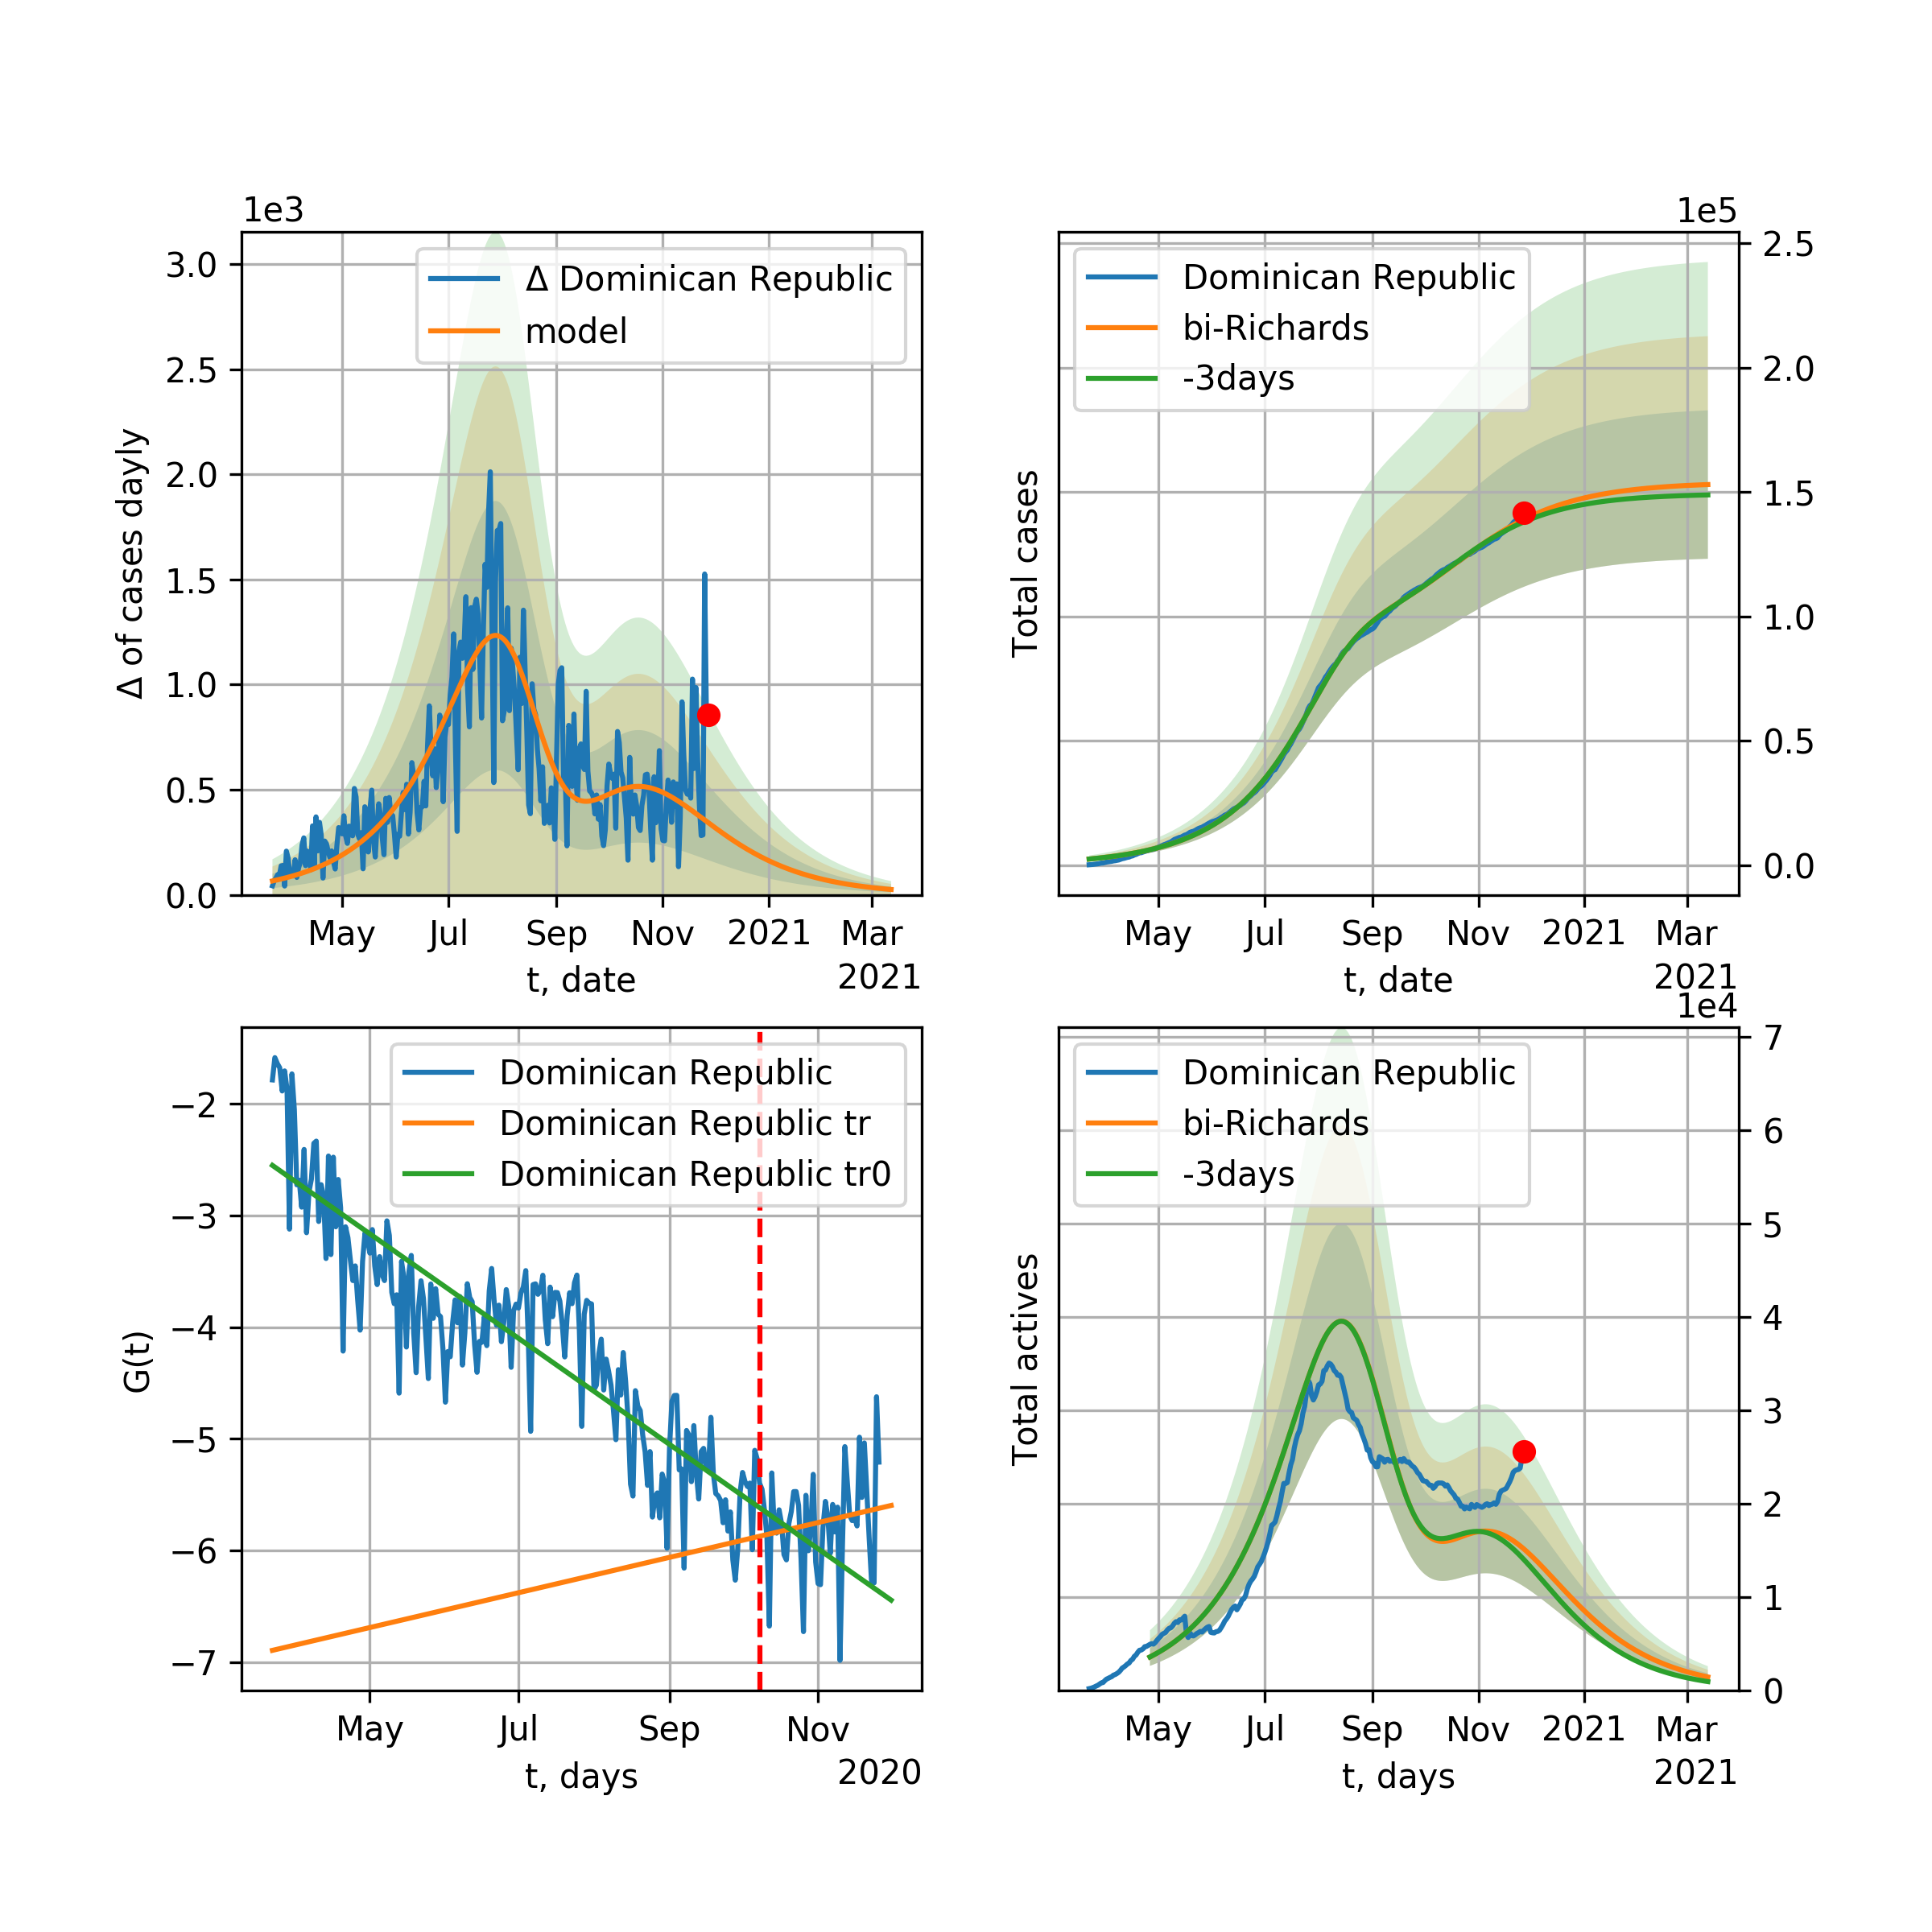 1e3
3.0
2.5
2.0
1.5
1.0
0.5
0.0
Δ of cases dayly
Δ Dominican Republic
model
May Jul Sep Nov 2021 Mar
t, date
2021
1e5
2.5
2.0
1.5
1.0
0.5
0.0
Total cases
Dominican Republic
bi-Richards
-3days
May Jul Sep Nov 2021 Mar
t, date
2021
−2
−3
−4
−5
−6
−7
G(t)
Dominican Republic
Dominican Republic tr
Dominican Republic tr0
May Jul Sep Nov
t, days
2020
1e4
7
6
5
4
3
2
1
0
Total actives
Dominican Republic
bi-Richards
-3days
May Jul Sep Nov 2021 Mar
t, days
2021